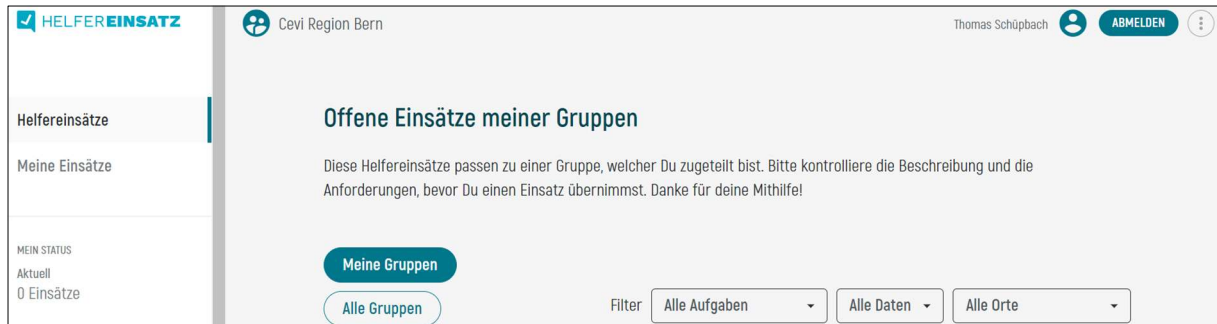 HELFEREINSATZ
Cevi Region Bern
Thomas Schüpbach
ABMELDEN
Helfereinsätze
Meine Einsätze
MEIN STATUS
Aktuell
0 Einsätze
Offene Einsätze meiner Gruppen
Diese Helfereinsätze passen zu einer Gruppe, welcher Du zugeteilt bist. Bitte kontrolliere die Beschreibung und die
Anforderungen, bevor Du einen Einsatz übernimmst. Danke für deine Mithilfe!
Meine Gruppen
Alle Gruppen
Filter
Alle Aufgaben
Alle Daten
Alle Orte